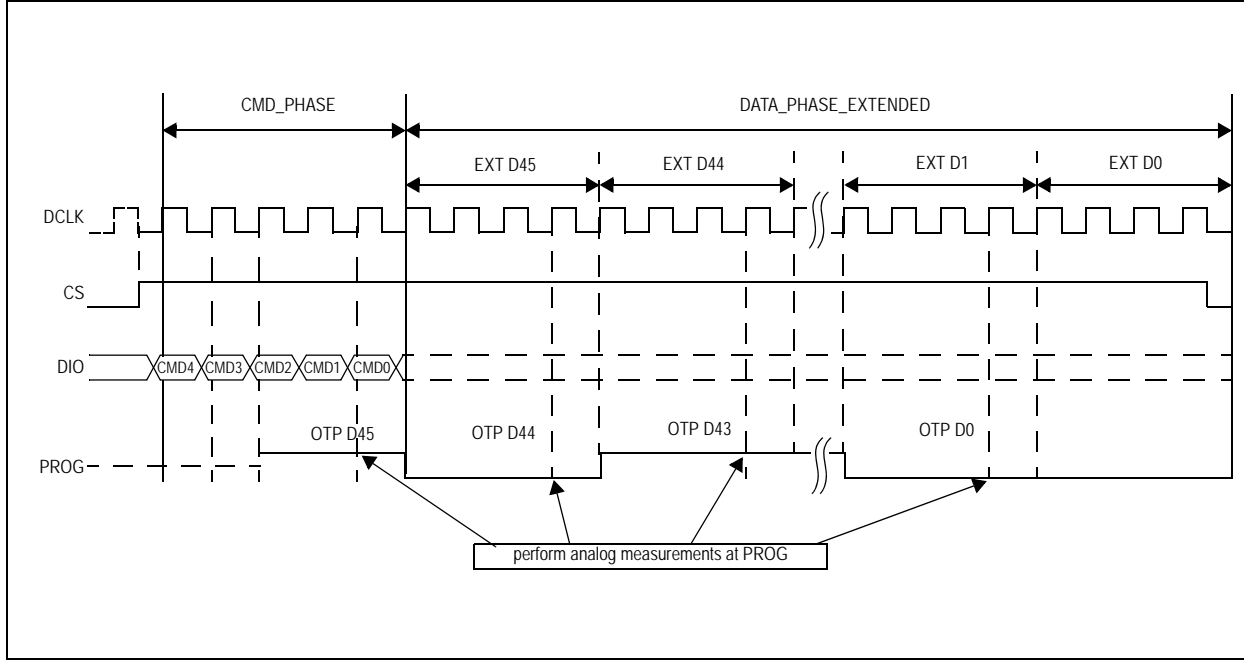 CMD_PHASE DATA_PHASE_EXTENDED
EXT D45 EXT D44 EXT D1 EXT D0
DCLK
CS
DIO CMD4 CMD3 CMD2 CMD1 CMD0
OTP D45 OTP D44 OTP D43 OTP D0
PROG
perform analog measurements at PROG